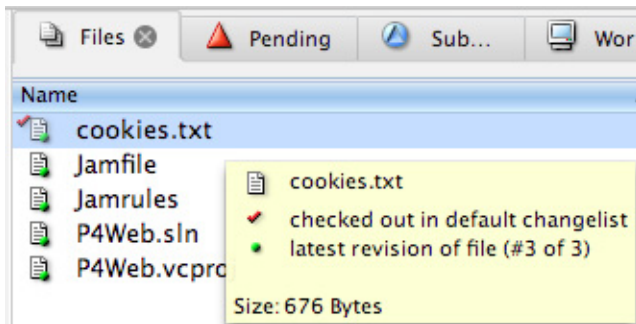 Files Pending Sub... Wor
Name
cookies.txt
Jamfile
Jamrules
P4Web.sln
P4Web.vcproj
cookies.txt
checked out in default changelist
latest revision of file (#3 of 3)
Size: 676 Bytes